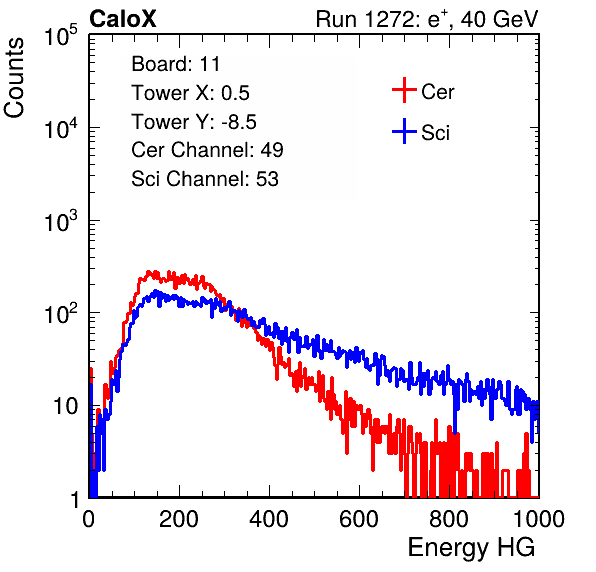 CaloX Run 1272: e⁺, 40 GeV
Counts
10⁵
10⁴
10³
10²
10
1
Board: 11
Tower X: 0.5
Tower Y: -8.5
Cer Channel: 49
Sci Channel: 53
Cer
Sci
0 200 400 600 800 1000
Energy HG